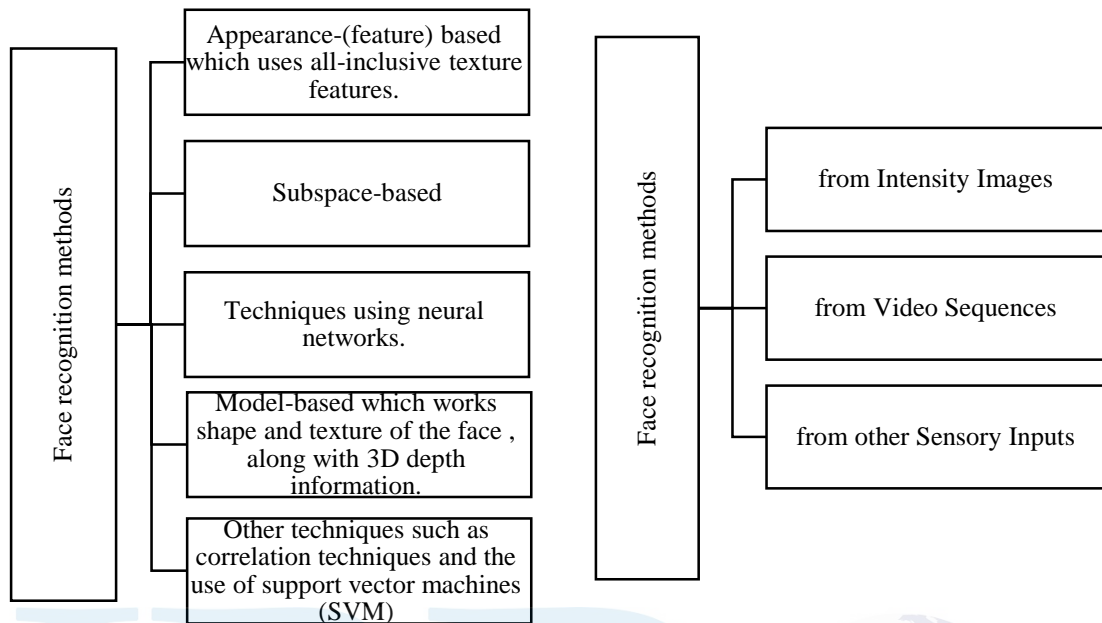 Face recognition methods
Appearance-(feature) based
which uses all-inclusive texture
features.
Subspace-based
Techniques using neural
networks.
Model-based which works
shape and texture of the face ,
along with 3D depth
information.
Other techniques such as
correlation techniques and the
use of support vector machines
(SVM)
Face recognition methods
from Intensity Images
from Video Sequences
from other Sensory Inputs